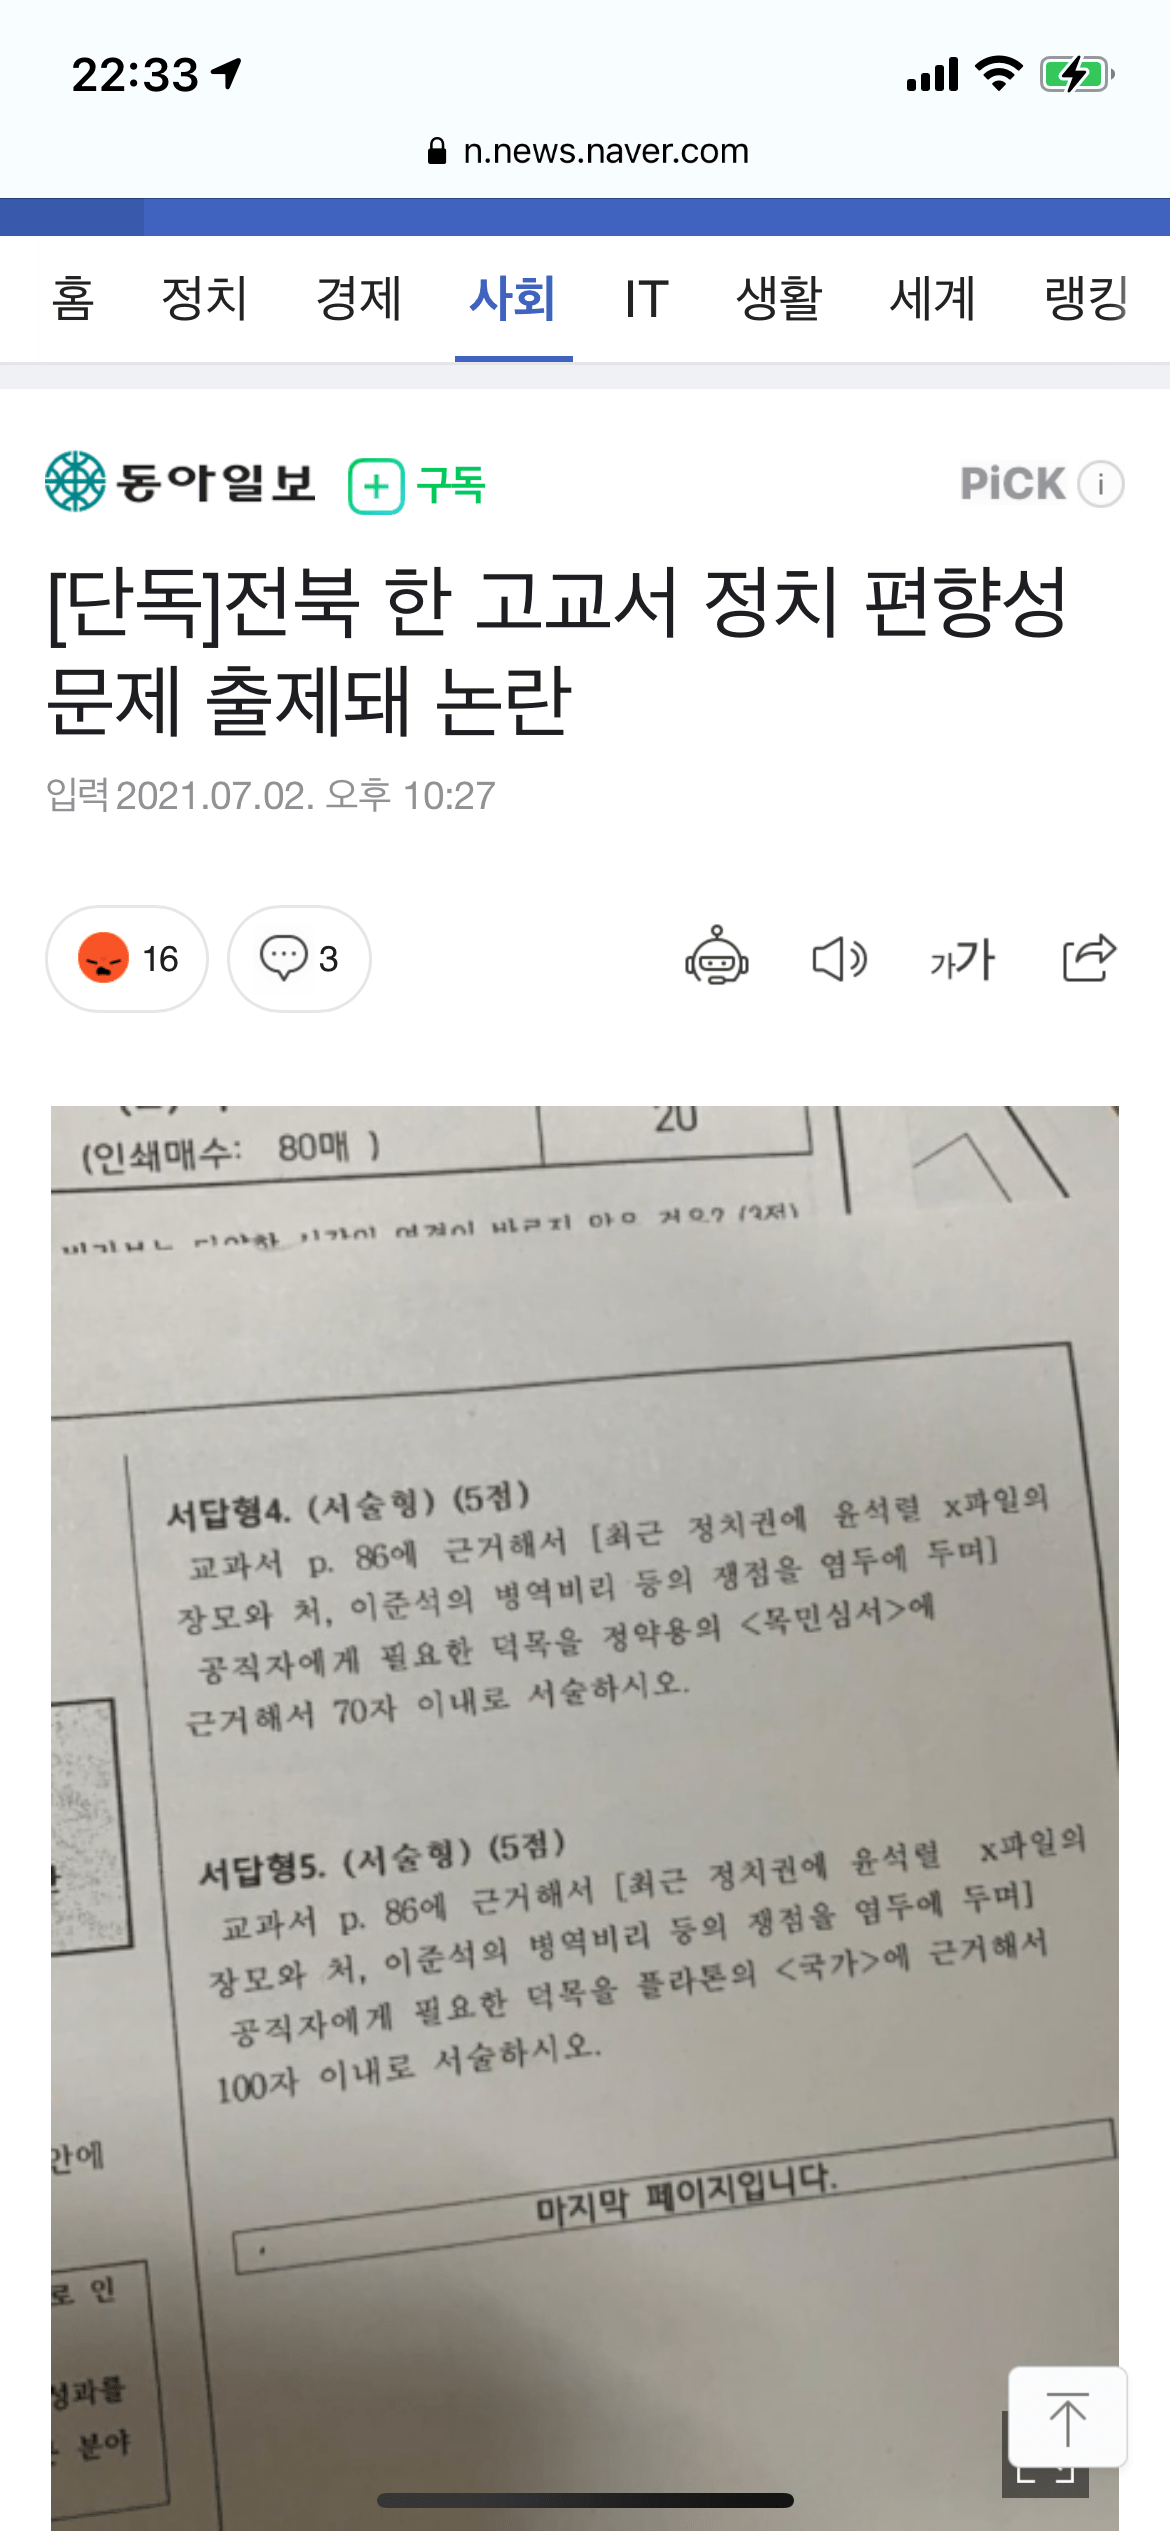 22:33
n.news.naver.com
홈 정치 경제 사회 IT 생활 세계 랭킹
동아일보 구독 PiCK i
[단독]전북 한 고교서 정치 편향성
문제 출제돼 논란
입력 2021.07.02. 오후 10:27
16 3 가가
(인쇄매수: 80매 )
20
서답형4. (서술형) (5점)
교과서 p. 86에 근거해서 [최근 정치권에 윤석렬 x파일의
장모와 처, 이준석의 병역비리 등의 쟁점을 염두에 두며]
공직자에게 필요한 덕목을 정약용의 <목민심서>에
근거해서 70자 이내로 서술하시오.
서답형5. (서술형) (5점)
교과서 p. 86에 근거해서 [최근 정치권에 윤석렬 x파일의
장모와 처, 이준석의 병역비리 등의 쟁점을 염두에 두며]
공직자에게 필요한 덕목을 플라톤의 <국가>에 근거해서
100자 이내로 서술하시오.
안에
마지막 페이지입니다.
로 인
성과를
분야